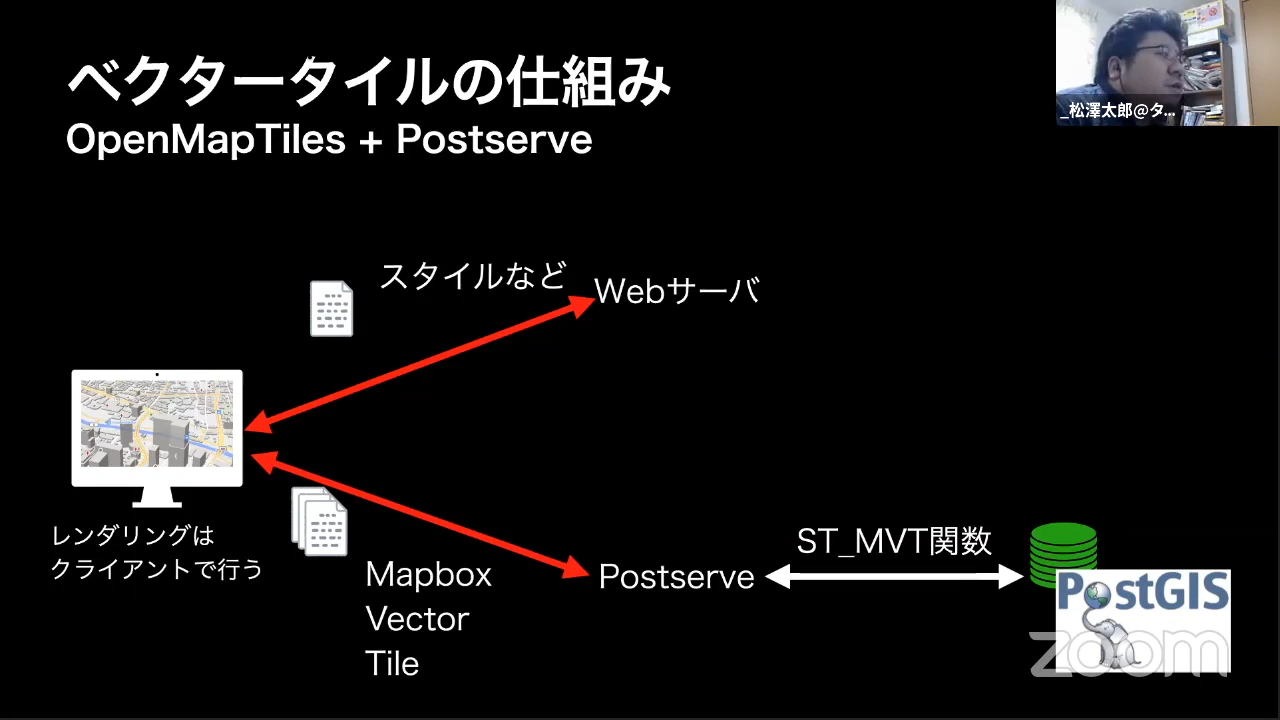 ベクタータイルの仕組み
OpenMapTiles + Postserve
_松澤太郎@タ...
スタイルなど
Webサーバ
レンダリングは
クライアントで行う
Mapbox
Vector
Tile
Postserve
ST_MVT関数
PostGIS
zoom